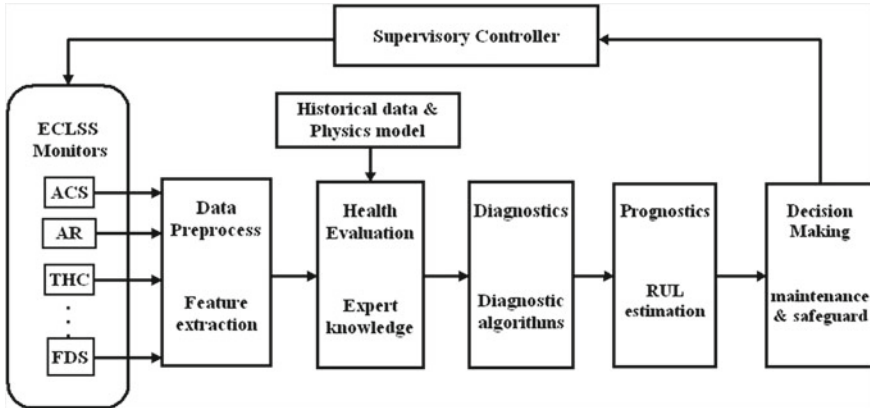 Supervisory Controller
ECLSS
Monitors
ACS
AR
THC
FDS
Data
Preprocess
Feature
extraction
Historical data &
Physics model
Health
Evaluation
Expert
knowledge
Diagnostics
Diagnostic
algorithms
Prognostics
RUL
estimation
Decision
Making
maintenance
& safeguard